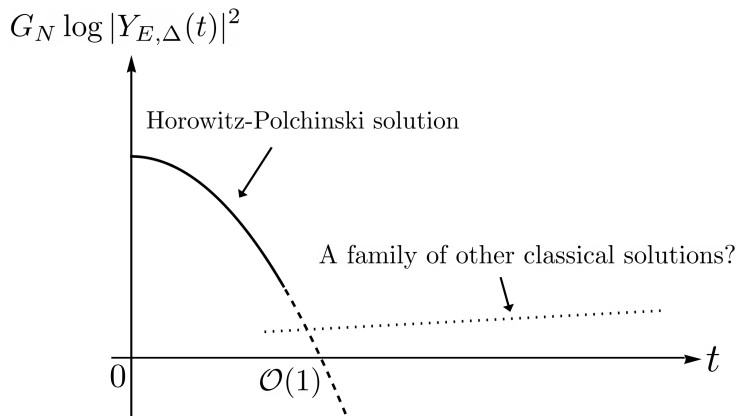 G_N log |Y_{E,Δ}(t)|^2
Horowitz-Polchinski solution
A family of other classical solutions?
t
0
𝒪(1)